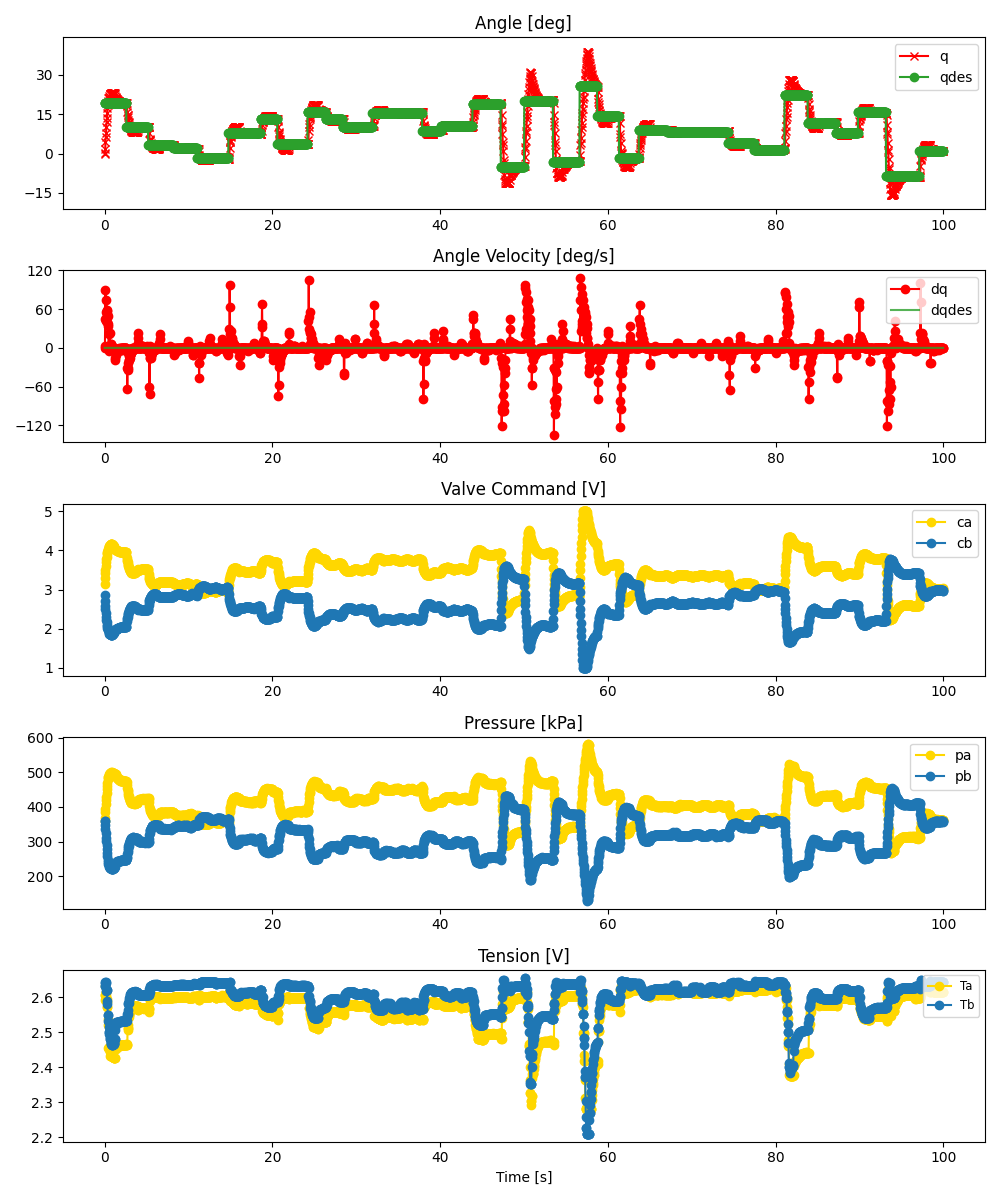 Angle [deg]
30
15
0
−15
q
qdes
0 20 40 60 80 100
Angle Velocity [deg/s]
120
60
0
−60
−120
dq
dqdes
0 20 40 60 80 100
Valve Command [V]
5
4
3
2
1
ca
cb
0 20 40 60 80 100
Pressure [kPa]
600
500
400
300
200
pa
pb
0 20 40 60 80 100
Tension [V]
2.6
2.5
2.4
2.3
2.2
Ta
Tb
0 20 40 60 80 100
Time [s]